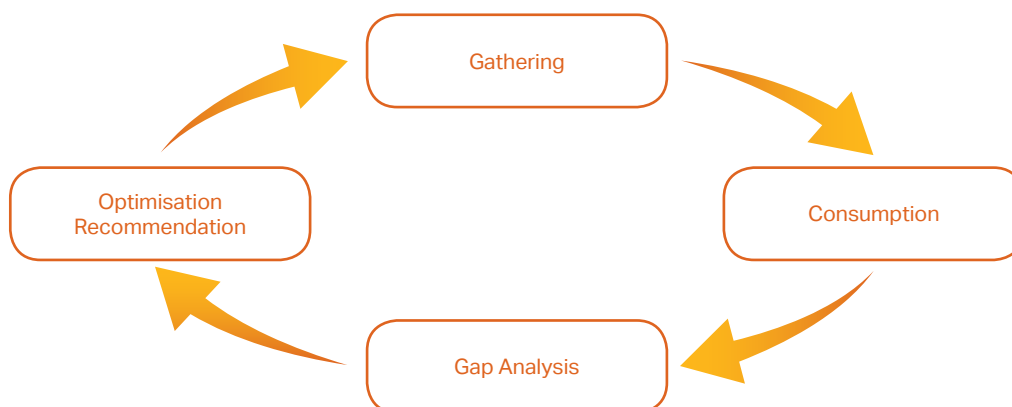 Gathering
Optimisation
Recommendation
Consumption
Gap Analysis